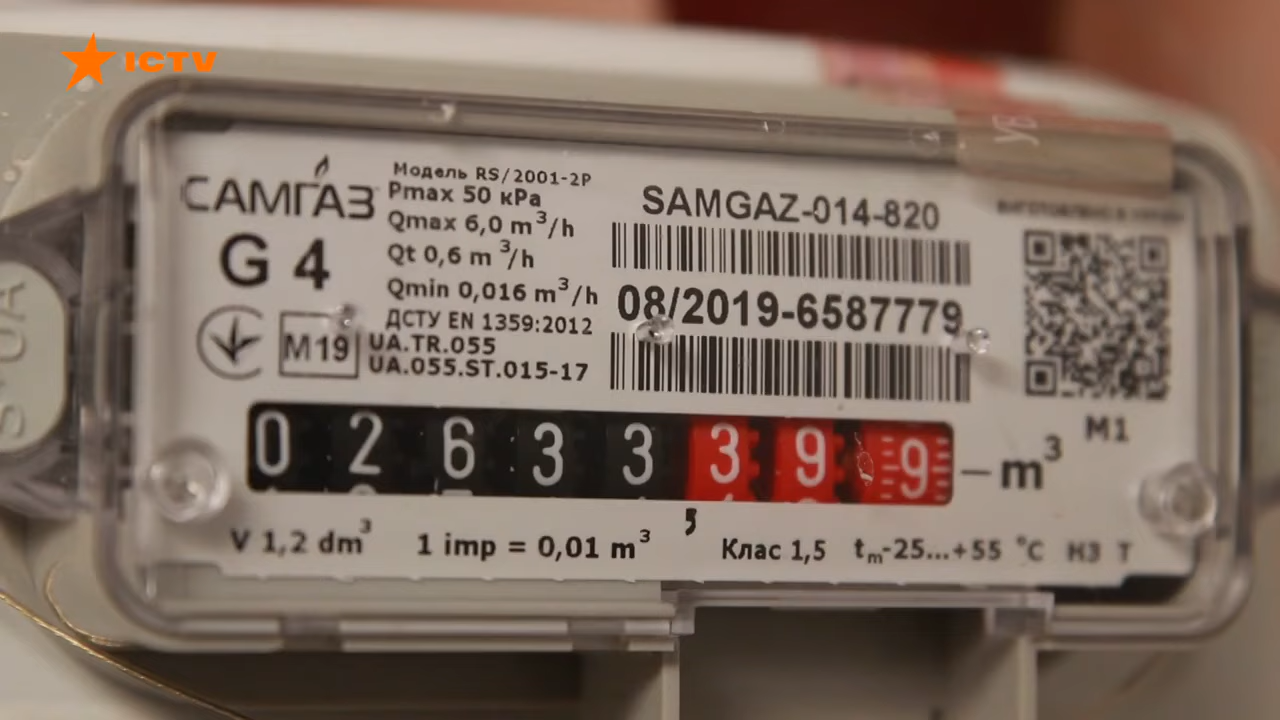 ICTV
УВ
САМГАЗ
G 4
M19
Модель RS/2001-2P
Pmax 50 кРа
Qmax 6,0 m³/h
Qt 0,6 m³/h
Qmin 0,016 m³/h
ДСТУ EN 1359:2012
UA.TR.055
UA.055.ST.015-17
SAMGAZ-014-820
08/2019-6587779
M1
02633399 — m³
,
V 1,2 dm³
1 imp = 0,01 m³
Клас 1,5
tm-25...+55 °C
H3 T